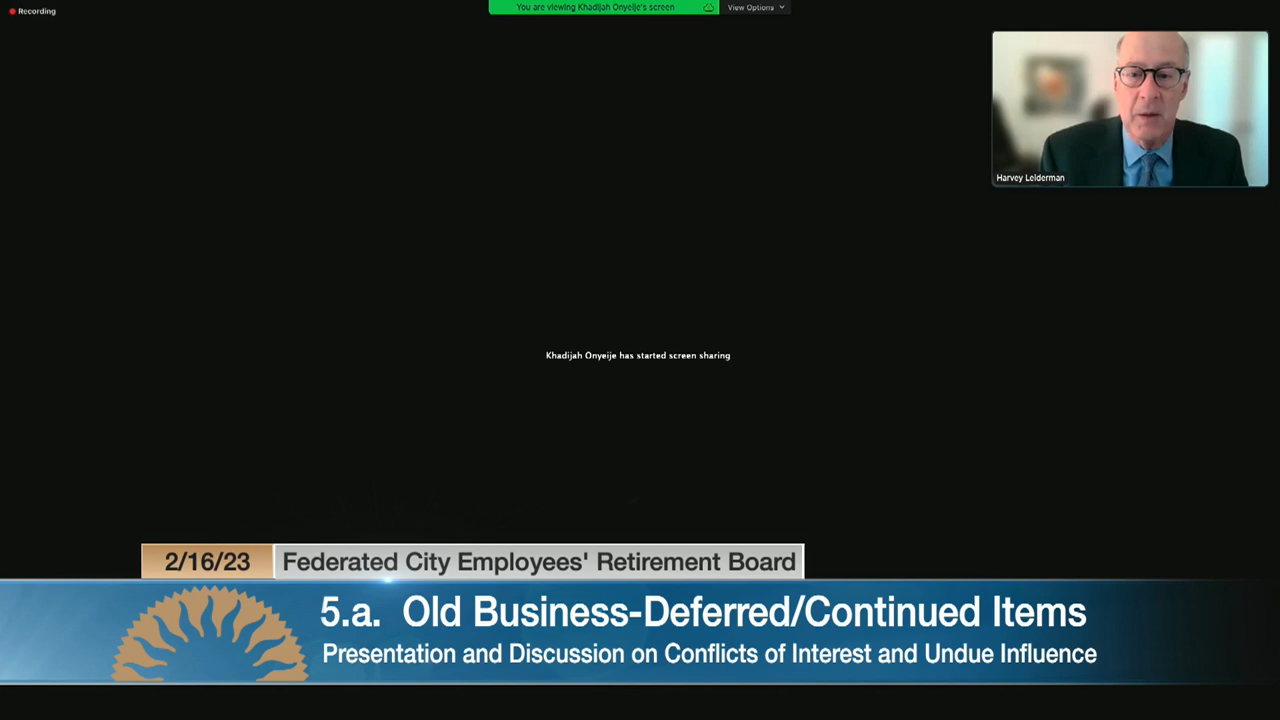 Recording
You are viewing Khadijah Onyeije's screen
View Options
Harvey Leiderman
Khadijah Onyeije has started screen sharing
2/16/23
Federated City Employees' Retirement Board
5.a. Old Business-Deferred/Continued Items
Presentation and Discussion on Conflicts of Interest and Undue Influence